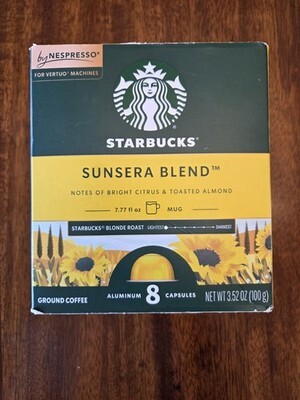 by NESPRESSO®
FOR VERTUO® MACHINES
STARBUCKS®
SUNSERA BLEND™
NOTES OF BRIGHT CITRUS & TOASTED ALMOND
7.77 fl oz MUG
STARBUCKS® BLONDE ROAST LIGHTEST DARKEST
GROUND COFFEE
ALUMINUM 8 CAPSULES
NET WT 3.52 OZ (100 g)